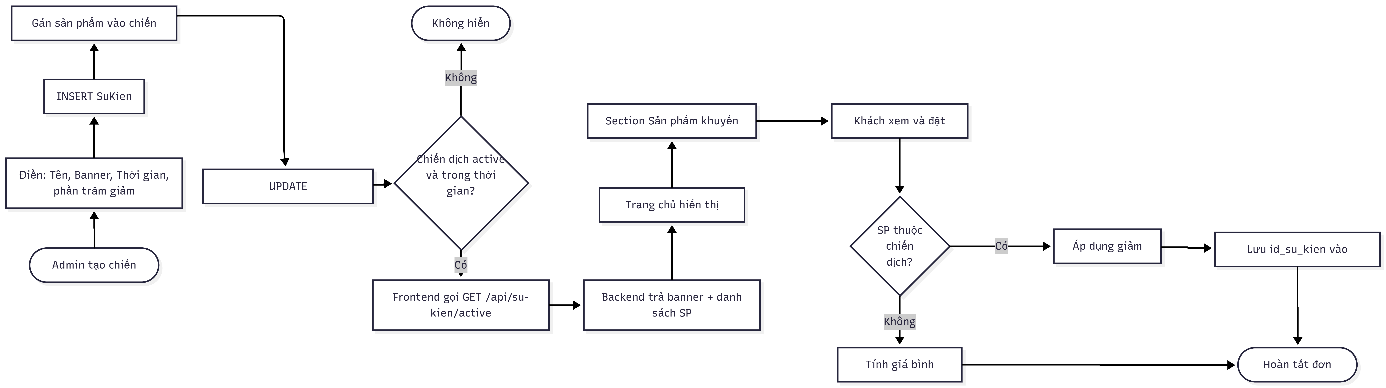 Gán sản phẩm vào chiến
INSERT SuKien
Điền: Tên, Banner, Thời gian,
phần trăm giảm
Admin tạo chiến
UPDATE
Không hiển
Không
Chiến dịch active
và trong thời
gian?
Có
Frontend gọi GET /api/su-
kien/active
Backend trả banner + danh
sách SP
Trang chủ hiển thị
Section Sản phẩm khuyến
Khách xem và đặt
SP thuộc
chiến
dịch?
Có
Áp dụng giảm
Lưu id_su_kien vào
Không
Tính giá bình
Hoàn tất đơn